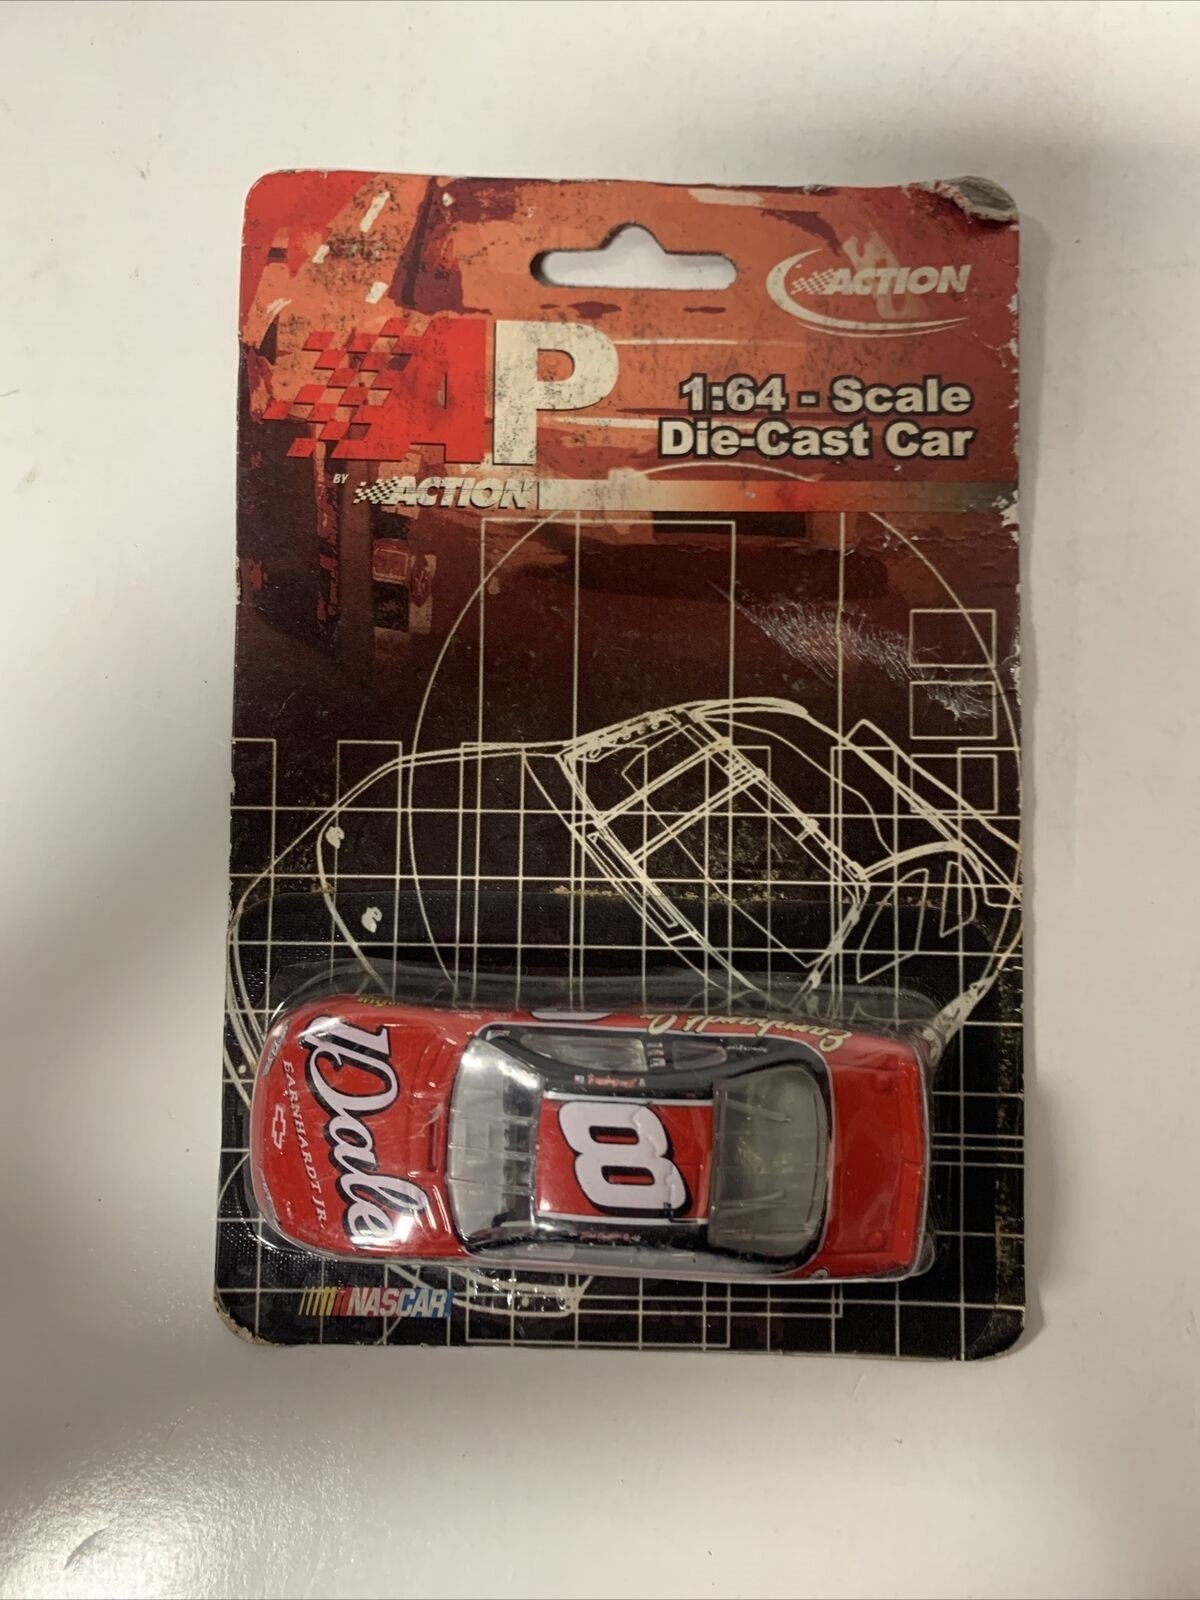 ACTION
AP
1:64 - Scale
Die-Cast Car
BY ACTION
Dale
EARNHARDT JR.
8
NASCAR